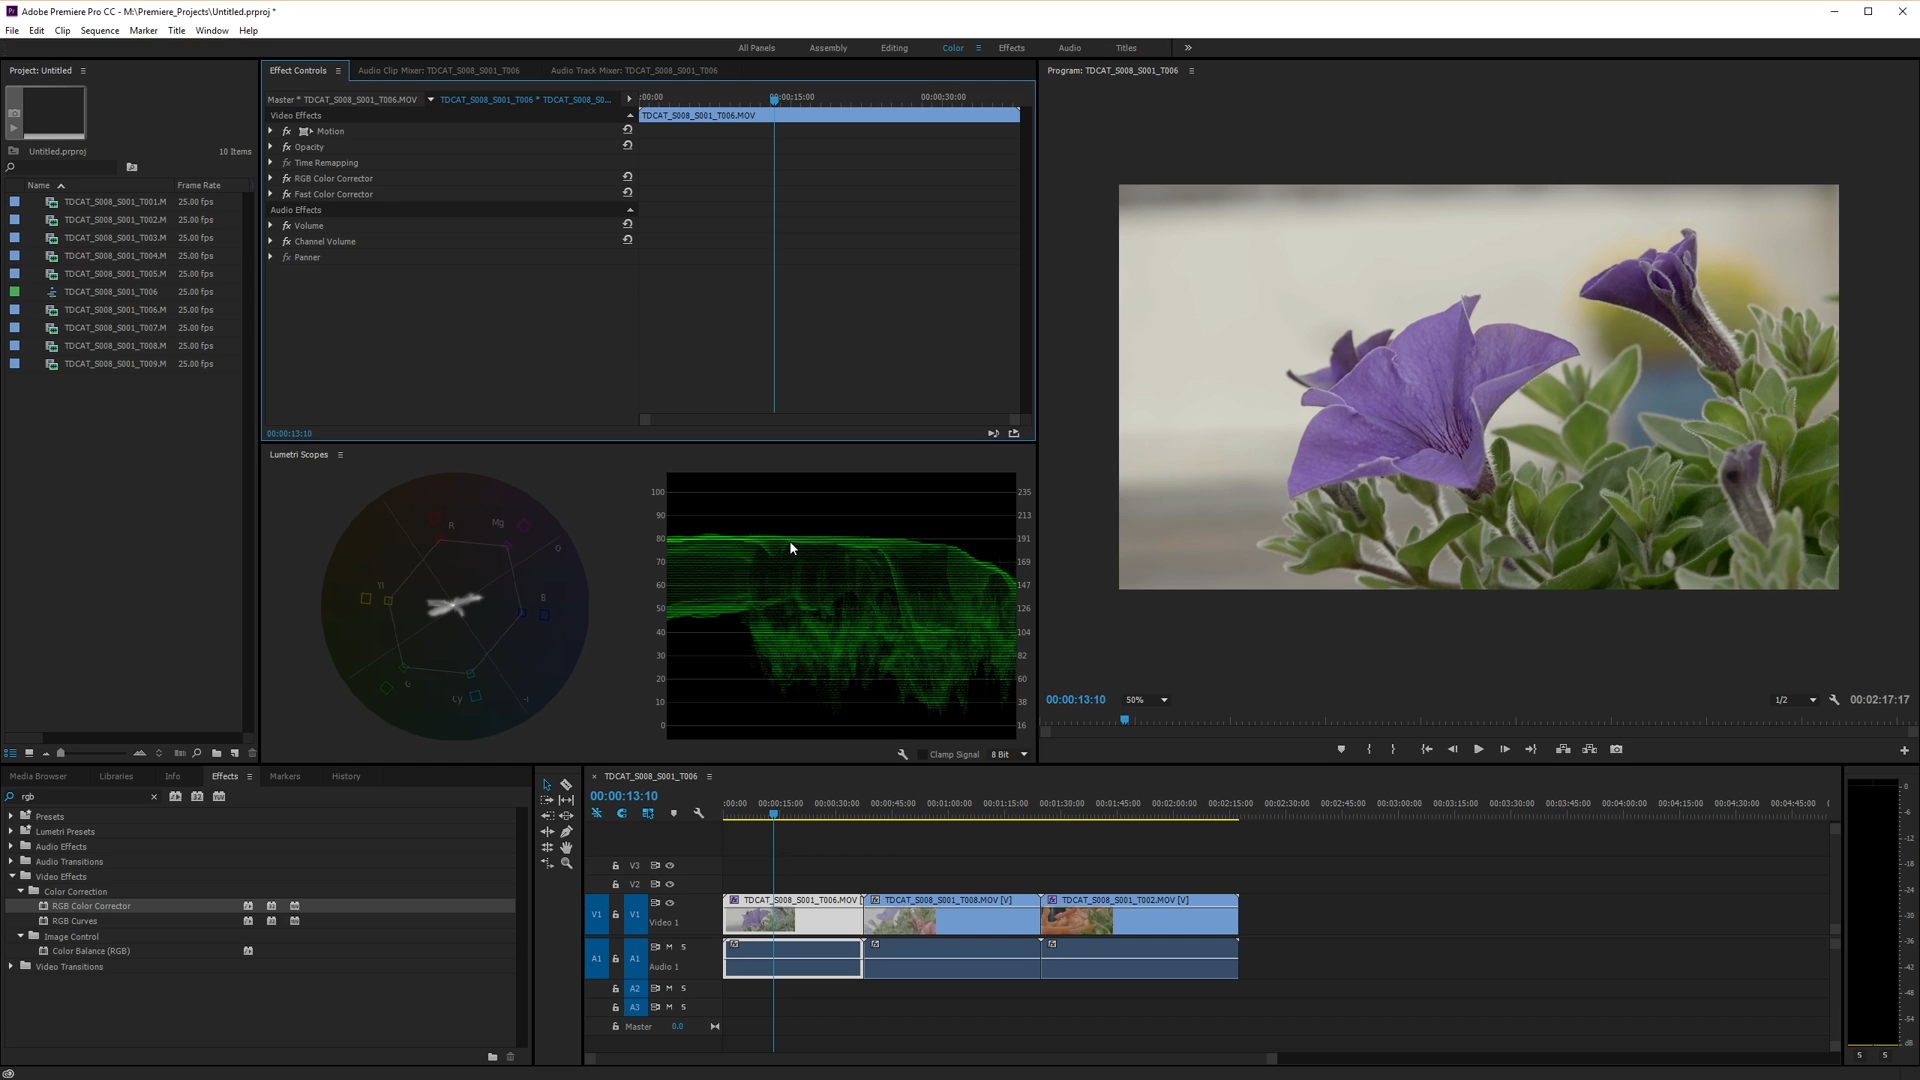 Adobe Premiere Pro CC - M:\Premiere_Projects\Untitled.prproj *
File Edit Clip Sequence Marker Title Window Help
All Panels Assembly Editing Color Effects Audio Titles
Project: Untitled
Untitled.prproj 10 Items
Name Frame Rate
TDCAT_S008_S001_T001.M 25.00 fps
TDCAT_S008_S001_T002.M 25.00 fps
TDCAT_S008_S001_T003.M 25.00 fps
TDCAT_S008_S001_T004.M 25.00 fps
TDCAT_S008_S001_T005.M 25.00 fps
TDCAT_S008_S001_T006 25.00 fps
TDCAT_S008_S001_T006.M 25.00 fps
TDCAT_S008_S001_T007.M 25.00 fps
TDCAT_S008_S001_T008.M 25.00 fps
TDCAT_S008_S001_T009.M 25.00 fps
Effect Controls Audio Clip Mixer: TDCAT_S008_S001_T006 Audio Track Mixer: TDCAT_S008_S001_T006
Master * TDCAT_S008_S001_T006.MOV TDCAT_S008_S001_T006 * TDCAT_S008_S0... :00:00 00:00:15:00 00:00:30:00
Video Effects TDCAT_S008_S001_T006.MOV
fx Motion
fx Opacity
fx Time Remapping
fx RGB Color Corrector
fx Fast Color Corrector
Audio Effects
fx Volume
fx Channel Volume
fx Panner
00:00:13:10
Lumetri Scopes
R Mg
Q
Yl
B
G
Cy -I
100 235
90 213
80 191
70 169
60 147
50 126
40 104
30 82
20 60
10 38
0 16
Clamp Signal 8 Bit
Program: TDCAT_S008_S001_T006
00:00:13:10 50% 1/2 00:02:17:17
Media Browser Libraries Info Effects Markers History
rgb
Presets
Lumetri Presets
Audio Effects
Audio Transitions
Video Effects
Color Correction
RGB Color Corrector
RGB Curves
Image Control
Color Balance (RGB)
Video Transitions
TDCAT_S008_S001_T006
00:00:13:10
:00:00 00:00:15:00 00:00:30:00 00:00:45:00 00:01:00:00 00:01:15:00 00:01:30:00 00:01:45:00 00:02:00:00 00:02:15:00 00:02:30:00 00:02:45:00 00:03:00:00 00:03:15:00 00:03:30:00 00:03:45:00 00:04:00:00 00:04:15:00 00:04:30:00 00:04:45:00
V3
V2
V1 V1 Video 1
TDCAT_S008_S001_T006.MOV [ TDCAT_S008_S001_T008.MOV [V] TDCAT_S008_S001_T002.MOV [V]
A1 A1 M S
Audio 1
A2 M S
A3 M S
Master 0.0
0
-6
-12
-18
-24
-30
-36
-42
-48
-54
dB
S S